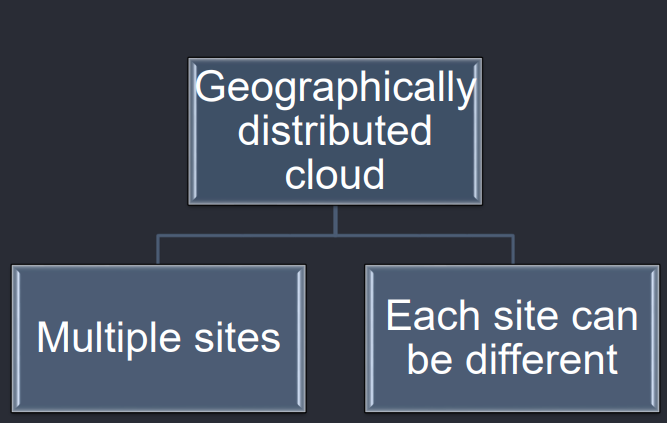 Geographically
distributed
cloud
Multiple sites
Each site can
be different